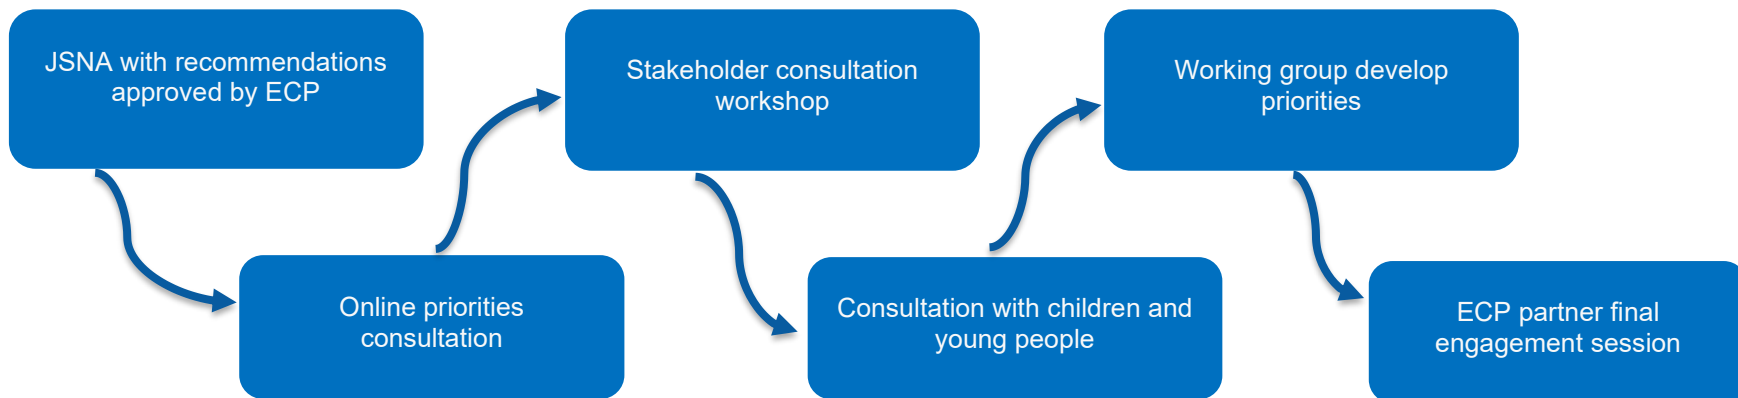 JSNA with recommendations
approved by ECP
Online priorities
consultation
Stakeholder consultation
workshop
Consultation with children and
young people
Working group develop
priorities
ECP partner final
engagement session